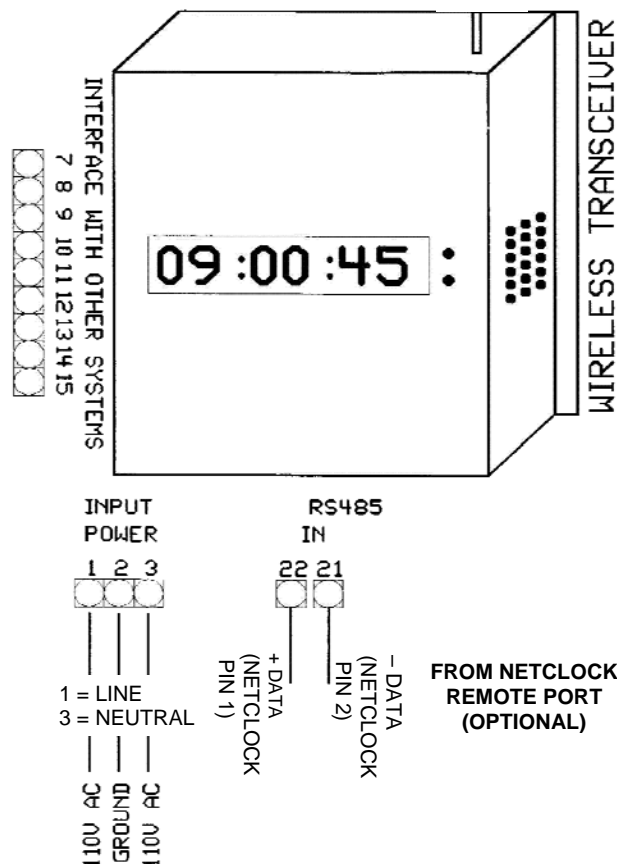 WIRELESS TRANSCEIVER
INTERFACE WITH OTHER SYSTEMS
7 8 9 10 11 12 13 14 15
09:00:45:
INPUT
POWER
1 2 3
1 = LINE
3 = NEUTRAL
110V AC
GROUND
110V AC
RS485
IN
22 21
+ DATA
(NETCLOCK
PIN 1)
– DATA
(NETCLOCK
PIN 2)
FROM NETCLOCK
REMOTE PORT
(OPTIONAL)